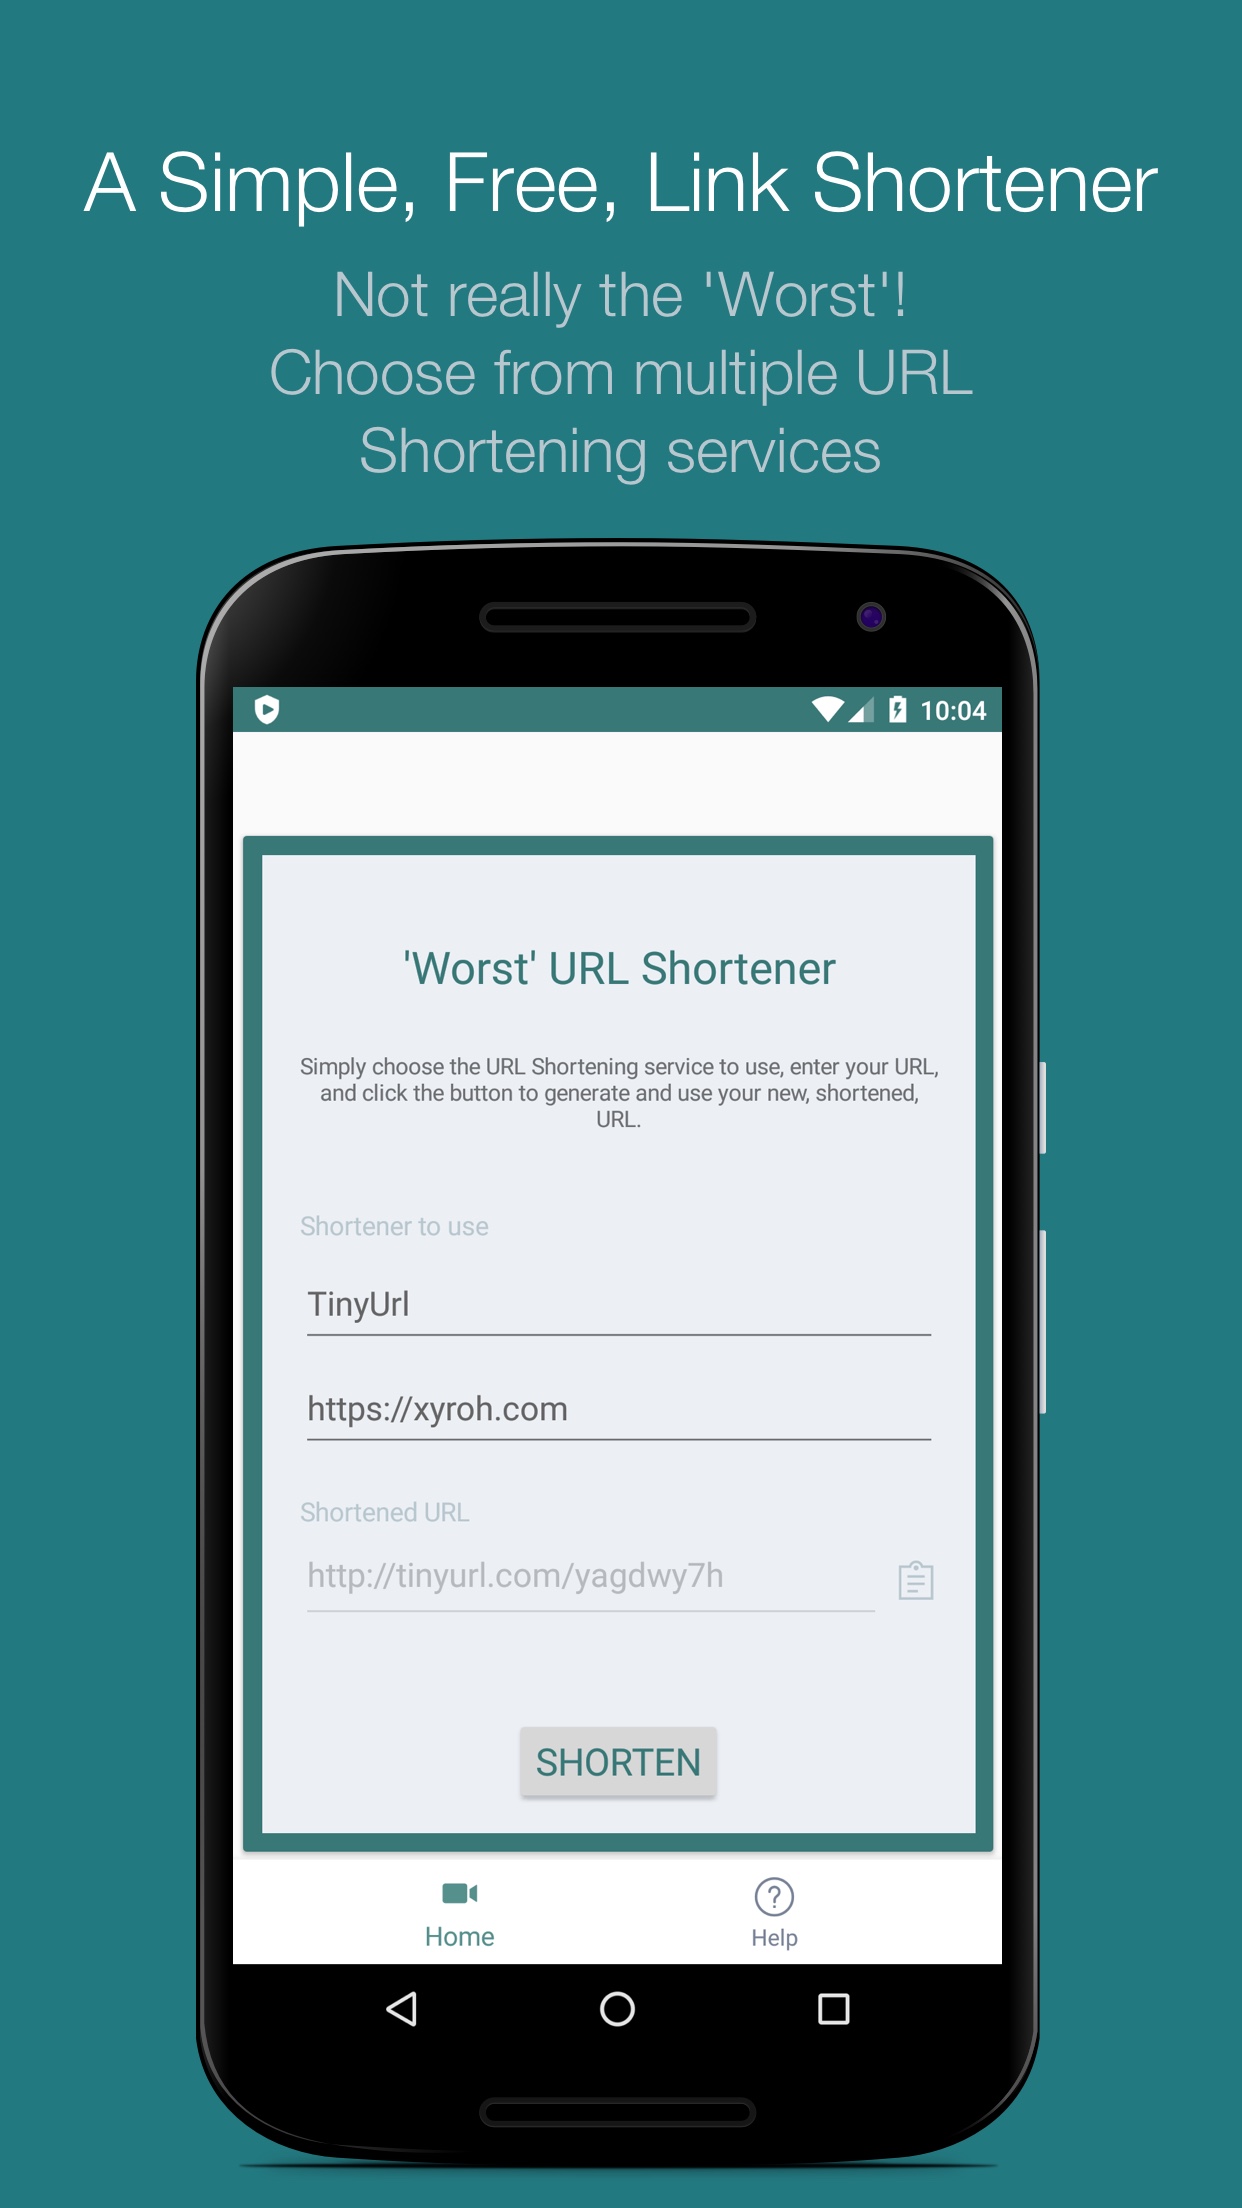 A Simple, Free, Link Shortener
Not really the 'Worst'!
Choose from multiple URL
Shortening services
10:04
'Worst' URL Shortener
Simply choose the URL Shortening service to use, enter your URL,
and click the button to generate and use your new, shortened,
URL.
Shortener to use
TinyUrl
https://xyroh.com
Shortened URL
http://tinyurl.com/yagdwy7h
SHORTEN
Home
Help